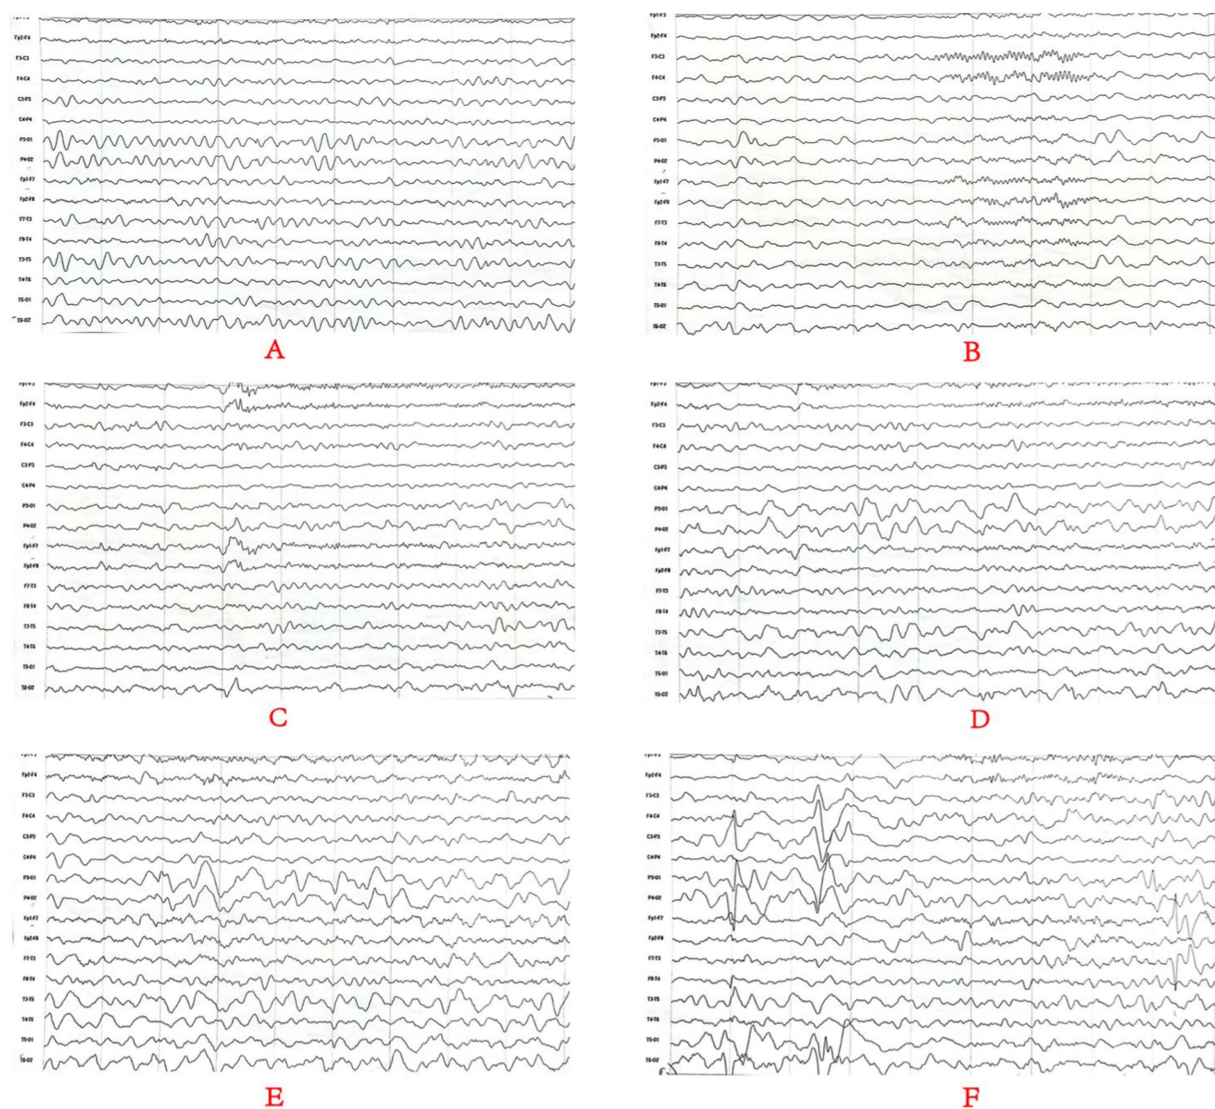 Fp2-F4
F3-C3
F4-C4
C3-P3
C4-P4
P3-O1
P4-O2
Fp1-F7
Fp2-F8
F7-T3
F8-T4
T3-T5
T4-T6
T5-O1
T6-O2
A
Fp1-F3
Fp2-F4
F3-C3
F4-C4
C3-P3
C4-P4
P3-O1
P4-O2
Fp1-F7
Fp2-F8
F7-T3
F8-T4
T3-T5
T4-T6
T5-O1
T6-O2
B
Fp2-F4
F3-C3
F4-C4
C3-P3
C4-P4
P3-O1
P4-O2
Fp1-F7
Fp2-F8
F7-T3
F8-T4
T3-T5
T4-T6
T5-O1
T6-O2
C
Fp2-F4
F3-C3
F4-C4
C3-P3
C4-P4
P3-O1
P4-O2
Fp1-F7
Fp2-F8
F7-T3
F8-T4
T3-T5
T4-T6
T5-O1
T6-O2
D
Fp2-F4
F3-C3
F4-C4
C3-P3
C4-P4
P3-O1
P4-O2
Fp1-F7
Fp2-F8
F7-T3
F8-T4
T3-T5
T4-T6
T5-O1
T6-O2
E
Fp2-F4
F3-C3
F4-C4
C3-P3
C4-P4
P3-O1
P4-O2
Fp1-F7
Fp2-F8
F7-T3
F8-T4
T3-T5
T4-T6
T5-O1
T6-O2
F